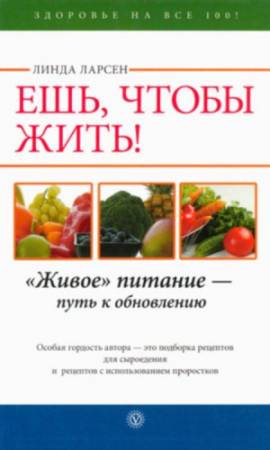 ЗДОРОВЬЕ НА ВСЕ 100!
ЛИНДА ЛАРСЕН
ЕШЬ, ЧТОБЫ
ЖИТЬ!
«Живое» питание —
путь к обновлению
Особая гордость автора — это подборка рецептов
для сыроедения
и рецептов с использованием проростков
V